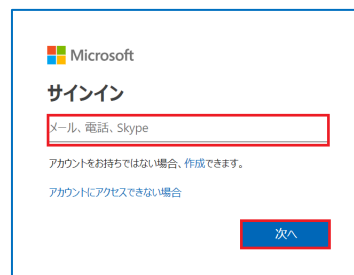 Microsoft
サインイン
メール、電話、Skype
アカウントをお持ちではない場合、作成できます。
アカウントにアクセスできない場合
次へ